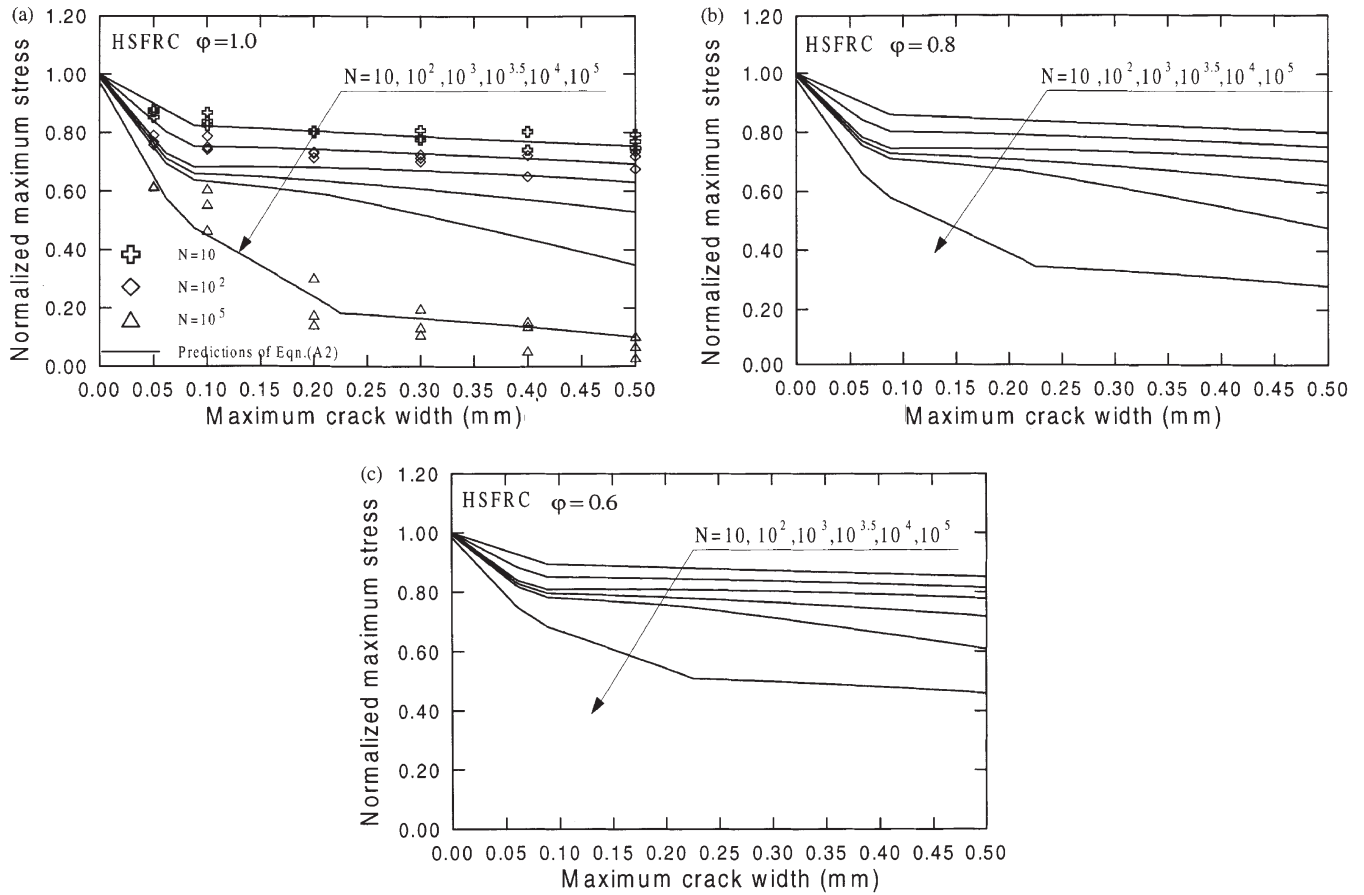 (a)
Normalized maximum stress
1.20
1.00
0.80
0.60
0.40
0.20
0.00
HSFRC φ=1.0
N=10, 10², 10³, 10³·⁵, 10⁴, 10⁵
N=10
N=10²
N=10⁵
Predictions of Eqn.(A2)
0.00 0.05 0.10 0.15 0.20 0.25 0.30 0.35 0.40 0.45 0.50
Maximum crack width (mm)
(b)
Normalized maximum stress
1.20
1.00
0.80
0.60
0.40
0.20
0.00
HSFRC φ=0.8
N=10, 10², 10³, 10³·⁵, 10⁴, 10⁵
0.00 0.05 0.10 0.15 0.20 0.25 0.30 0.35 0.40 0.45 0.50
Maximum crack width (mm)
(c)
Normalized maximum stress
1.20
1.00
0.80
0.60
0.40
0.20
0.00
HSFRC φ=0.6
N=10, 10², 10³, 10³·⁵, 10⁴, 10⁵
0.00 0.05 0.10 0.15 0.20 0.25 0.30 0.35 0.40 0.45 0.50
Maximum crack width (mm)